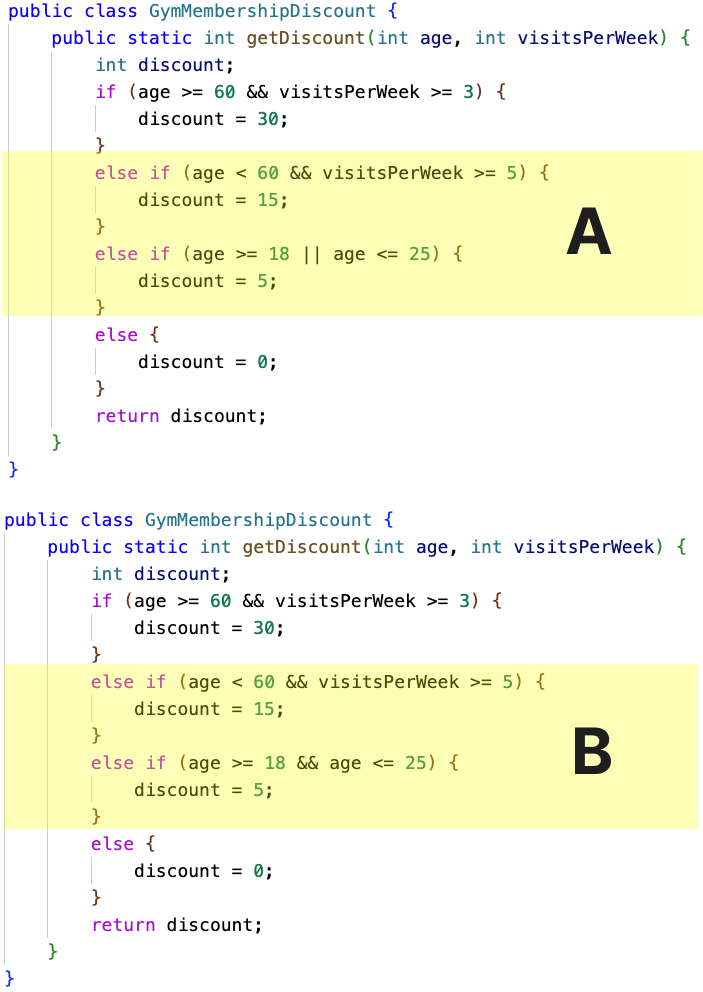 public class GymMembershipDiscount {
    public static int getDiscount(int age, int visitsPerWeek) {
        int discount;
        if (age >= 60 && visitsPerWeek >= 3) {
            discount = 30;
        }
        else if (age < 60 && visitsPerWeek >= 5) {
            discount = 15;
        }
A
        else if (age >= 18 || age <= 25) {
            discount = 5;
        }
        else {
            discount = 0;
        }
        return discount;
    }
}
public class GymMembershipDiscount {
    public static int getDiscount(int age, int visitsPerWeek) {
        int discount;
        if (age >= 60 && visitsPerWeek >= 3) {
            discount = 30;
        }
        else if (age < 60 && visitsPerWeek >= 5) {
            discount = 15;
        }
B
        else if (age >= 18 && age <= 25) {
            discount = 5;
        }
        else {
            discount = 0;
        }
        return discount;
    }
}